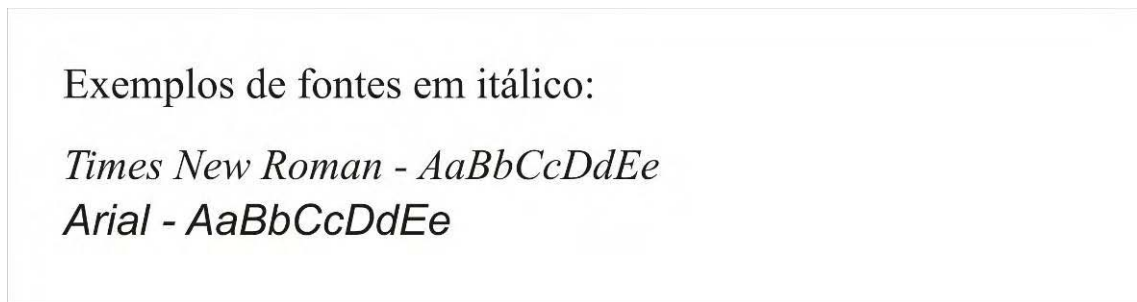 Exemplos de fontes em itálico:
Times New Roman - AaBbCcDdEe
Arial - AaBbCcDdEe